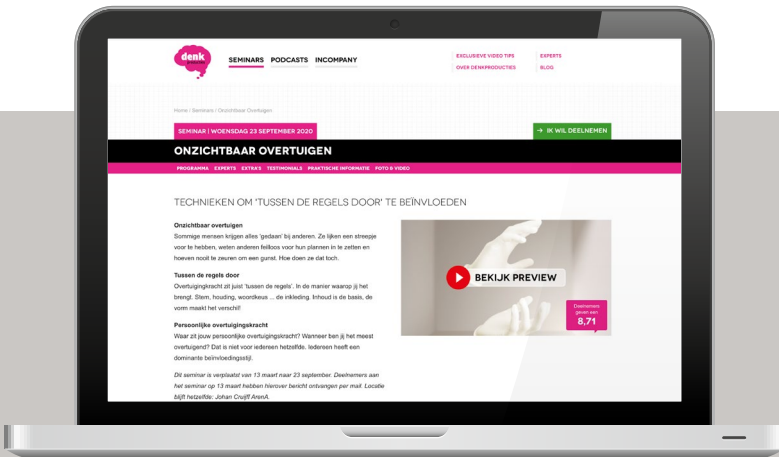 denk
producties
SEMINARS PODCASTS INCOMPANY
EXCLUSIEVE VIDEO TIPS EXPERTS
OVER DENKPRODUCTIES BLOG
Home / Seminars / Onzichtbaar Overtuigen
SEMINAR | WOENSDAG 23 SEPTEMBER 2020
→ IK WIL DEELNEMEN
ONZICHTBAAR OVERTUIGEN
PROGRAMMA EXPERTS EXTRA'S TESTIMONIALS PRAKTISCHE INFORMATIE FOTO & VIDEO
TECHNIEKEN OM 'TUSSEN DE REGELS DOOR' TE BEÏNVLOEDEN
Onzichtbaar overtuigen
Sommige mensen krijgen alles 'gedaan' bij anderen. Ze lijken een streepje
voor te hebben, weten anderen feilloos voor hun plannen in te zetten en
hoeven nooit te zeuren om een gunst. Hoe doen ze dat toch.
Tussen de regels door
Overtuigingkracht zit juist 'tussen de regels'. In de manier waarop jij het
brengt. Stem, houding, woordkeus ... de inkleding. Inhoud is de basis, de
vorm maakt het verschil!
Persoonlijke overtuigingskracht
Waar zit jouw persoonlijke overtuigingskracht? Wanneer ben jij het meest
overtuigend? Dat is niet voor iedereen hetzelfde. Iedereen heeft een
dominante beïnvloedingsstijl.
Dit seminar is verplaatst van 13 maart naar 23 september. Deelnemers aan
het seminar op 13 maart hebben hierover bericht ontvangen per mail. Locatie
blijft hetzelfde: Johan Cruijff ArenA.
BEKIJK PREVIEW
Deelnemers
geven een
8,71